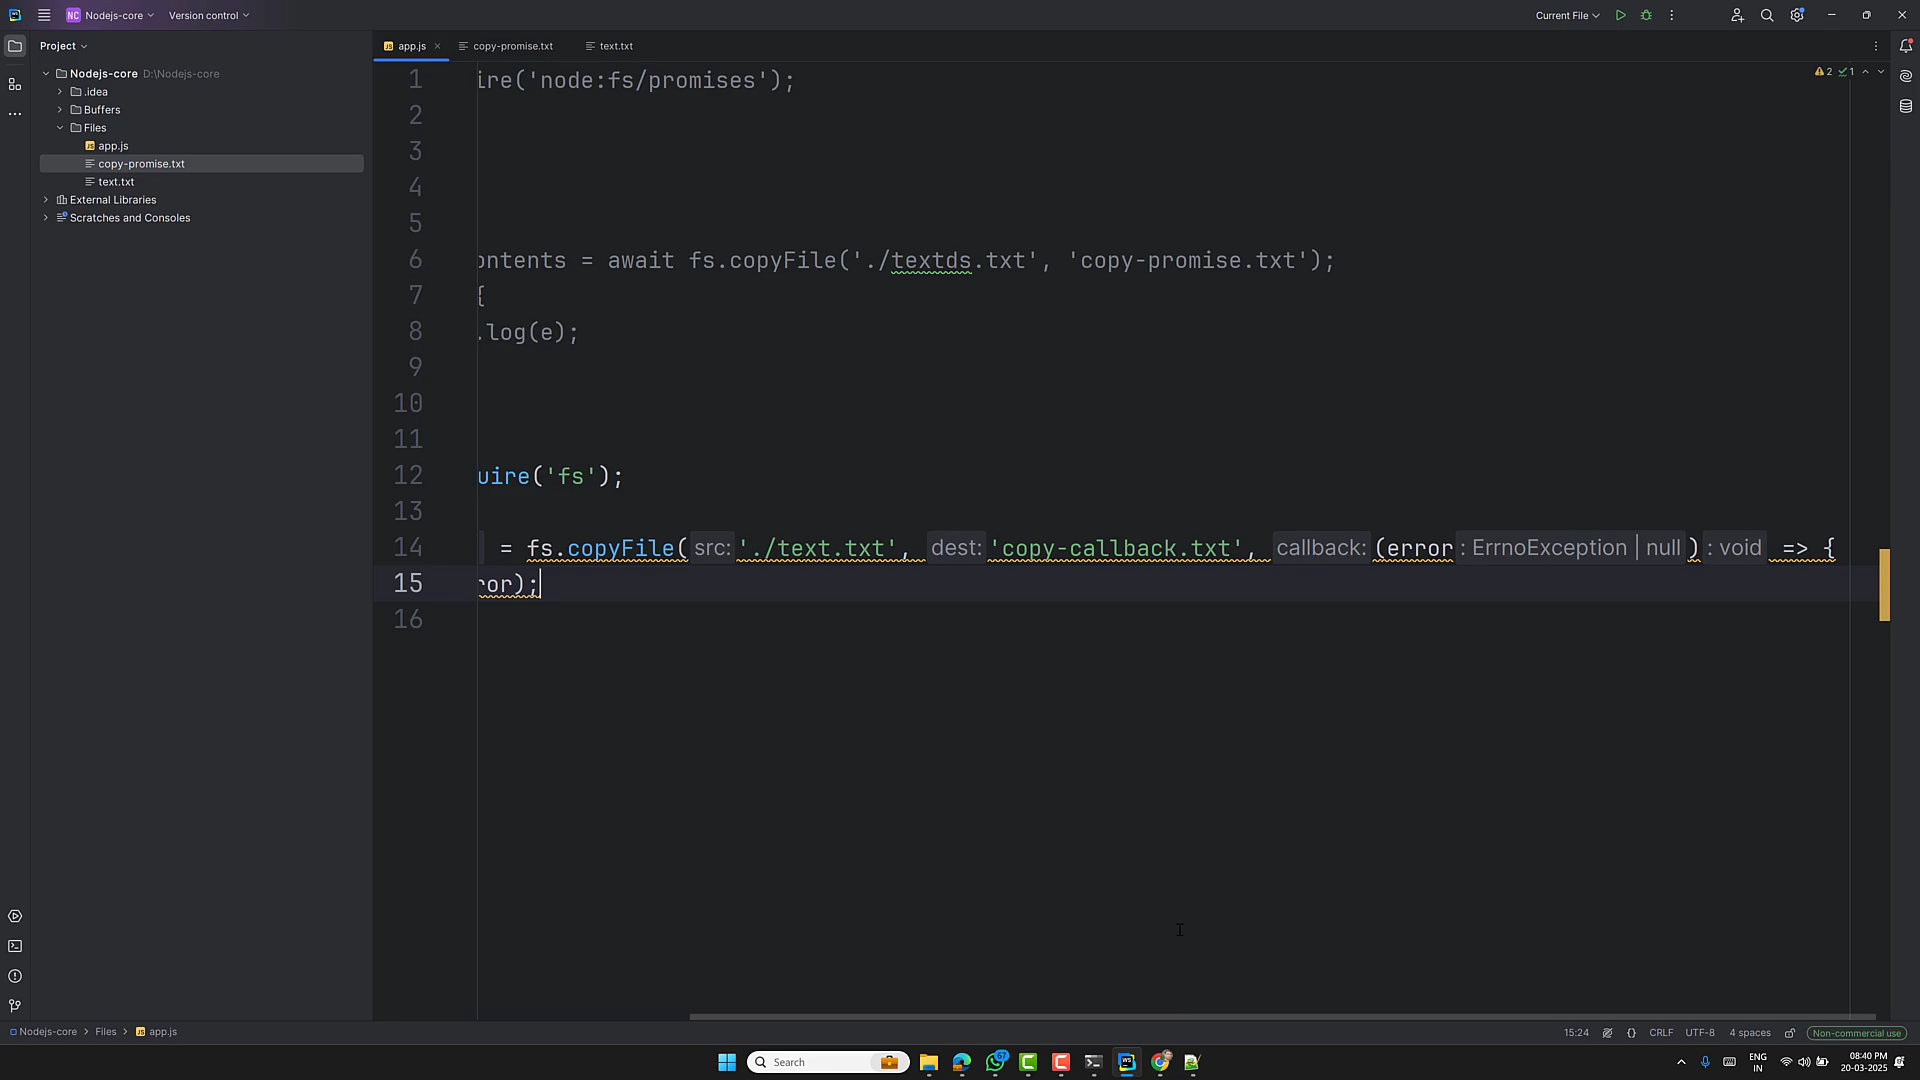 NC Nodejs-core Version control Current File
Project app.js copy-promise.txt text.txt
Nodejs-core D:\Nodejs-core
.idea
Buffers
Files
app.js
copy-promise.txt
text.txt
External Libraries
Scratches and Consoles
2 1
1 ire('node:fs/promises');
2
3
4
5
6 ontents = await fs.copyFile('./textds.txt', 'copy-promise.txt');
7 {
8 .log(e);
9
10
11
12 uire('fs');
13
14 = fs.copyFile( src: './text.txt', dest: 'copy-callback.txt', callback: (error : ErrnoException | null ) : void => {
15 ror);
16
Nodejs-core Files app.js 15:24 CRLF UTF-8 4 spaces Non-commercial use
Search 67 WS ENG IN 08:40 PM 20-03-2025